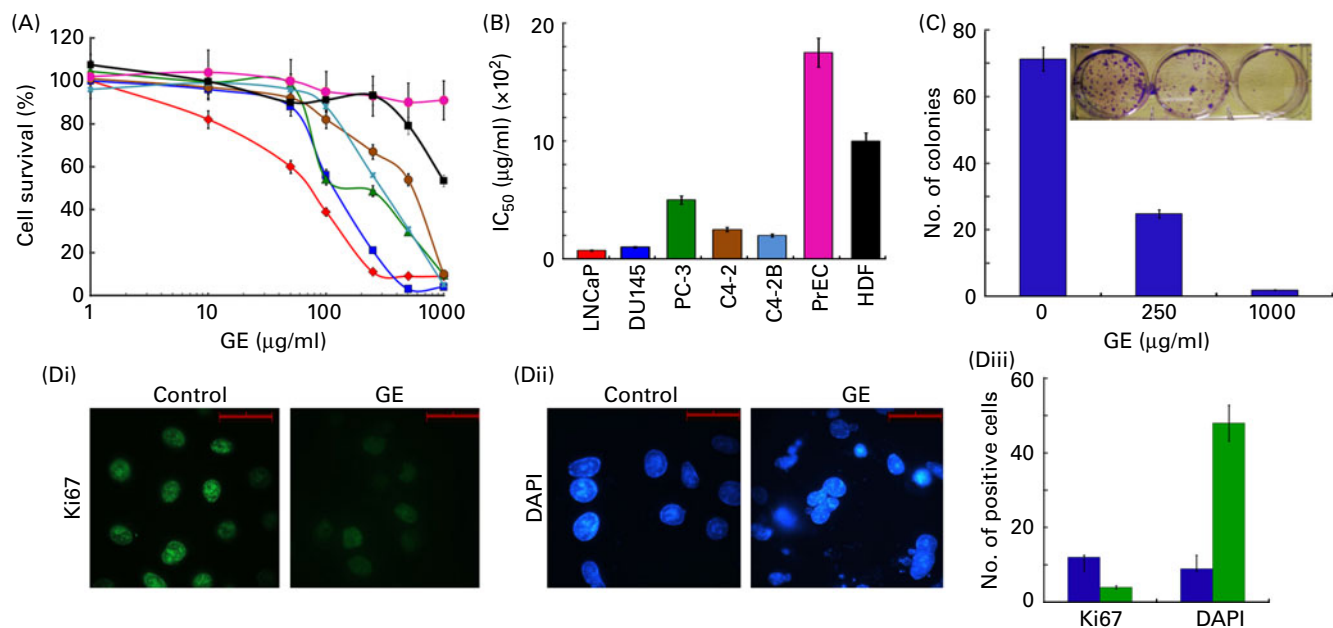 (A)
120
100
80
60
40
20
0
Cell survival (%)
1 10 100 1000
GE (µg/ml)
(B)
20
15
10
5
0
IC50 (µg/ml) (×10²)
LNCaP
DU145
PC-3
C4-2
C4-2B
PrEC
HDF
(C)
80
60
40
20
0
No. of colonies
0 250 1000
GE (µg/ml)
(Di)
Control GE
Ki67
(Dii)
Control GE
DAPI
(Diii)
60
40
20
0
No. of positive cells
Ki67 DAPI